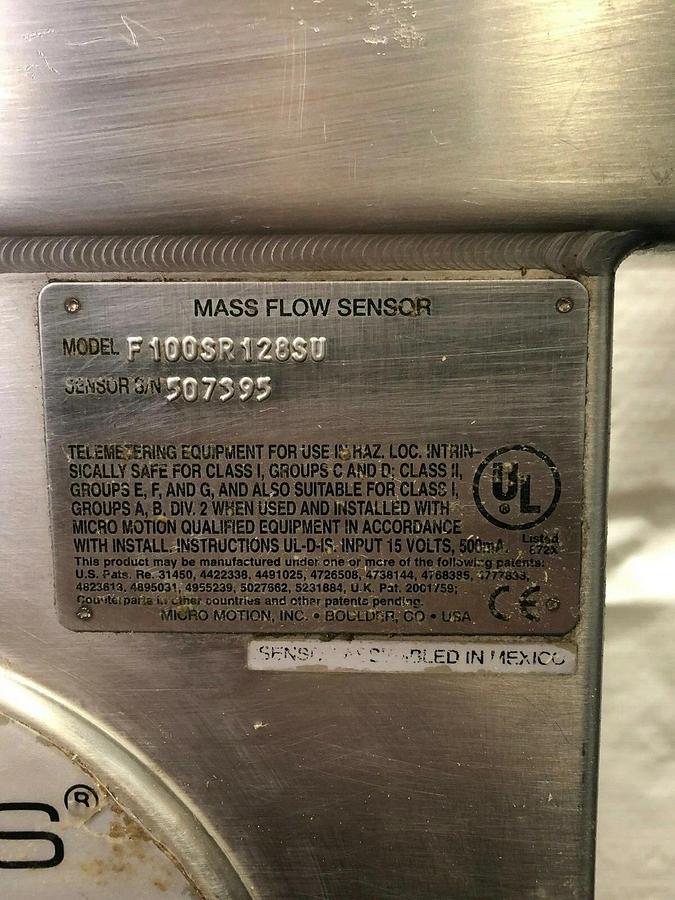 MASS FLOW SENSOR
MODEL F100SR128SU
SENSOR S/N 507395
TELEMETERING EQUIPMENT FOR USE IN HAZ. LOC. INTRIN-
SICALLY SAFE FOR CLASS I, GROUPS C AND D; CLASS II,
GROUPS E, F, AND G, AND ALSO SUITABLE FOR CLASS I,
GROUPS A, B, DIV. 2 WHEN USED AND INSTALLED WITH
MICRO MOTION QUALIFIED EQUIPMENT IN ACCORDANCE
WITH INSTALL. INSTRUCTIONS UL-D-IS. INPUT 15 VOLTS, 500mA.
UL ®
Listed
672X
This product may be manufactured under one or more of the following patents:
U.S. Pats. Re. 31450, 4422338, 4491025, 4726508, 4738144, 4768385, 4777833,
4823613, 4895031, 4955239, 5027662, 5231884, U.K. Pat. 2001759;
Counterparts in other countries and other patents pending.
CE
MICRO MOTION, INC. • BOULDER, CO • USA
SENSOR ASSEMBLED IN MEXICO
S®